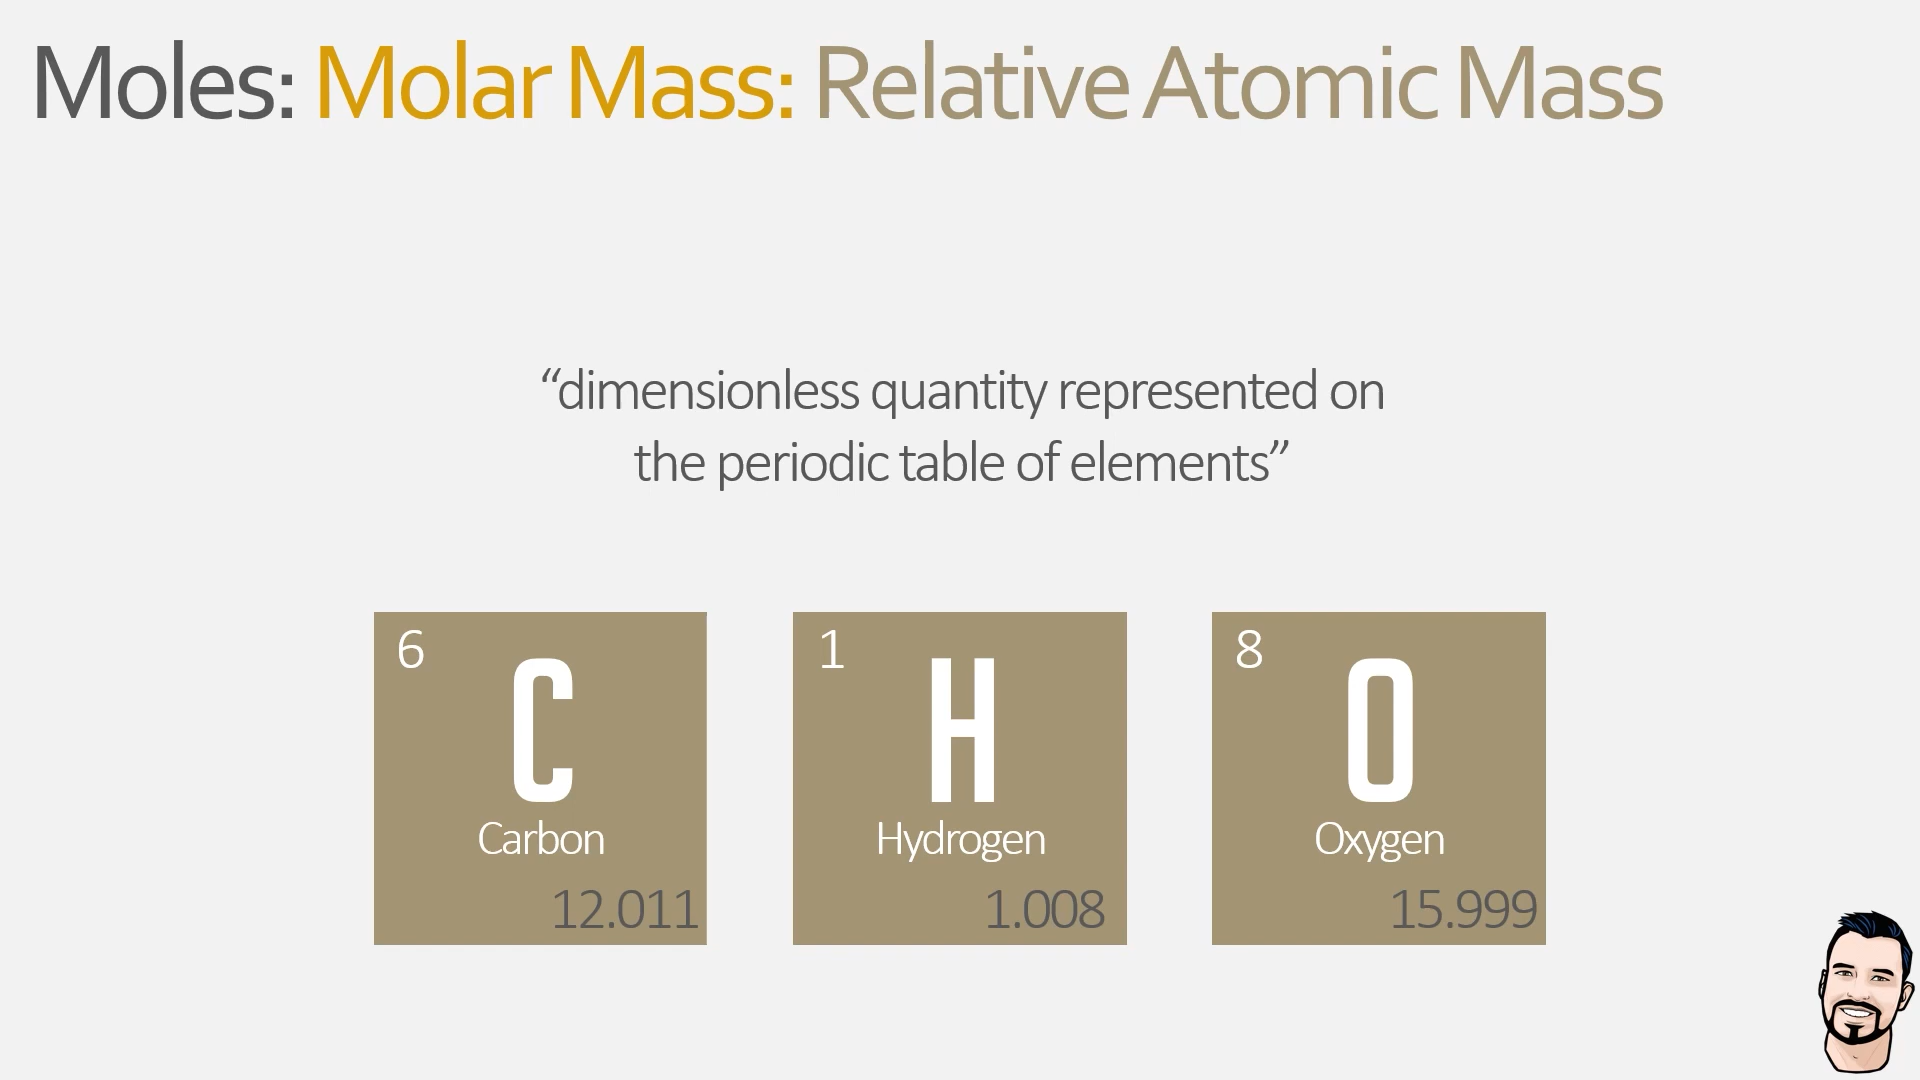 Moles: Molar Mass: Relative Atomic Mass
“dimensionless quantity represented on
the periodic table of elements”
6
C
Carbon
12.011
1
H
Hydrogen
1.008
8
O
Oxygen
15.999